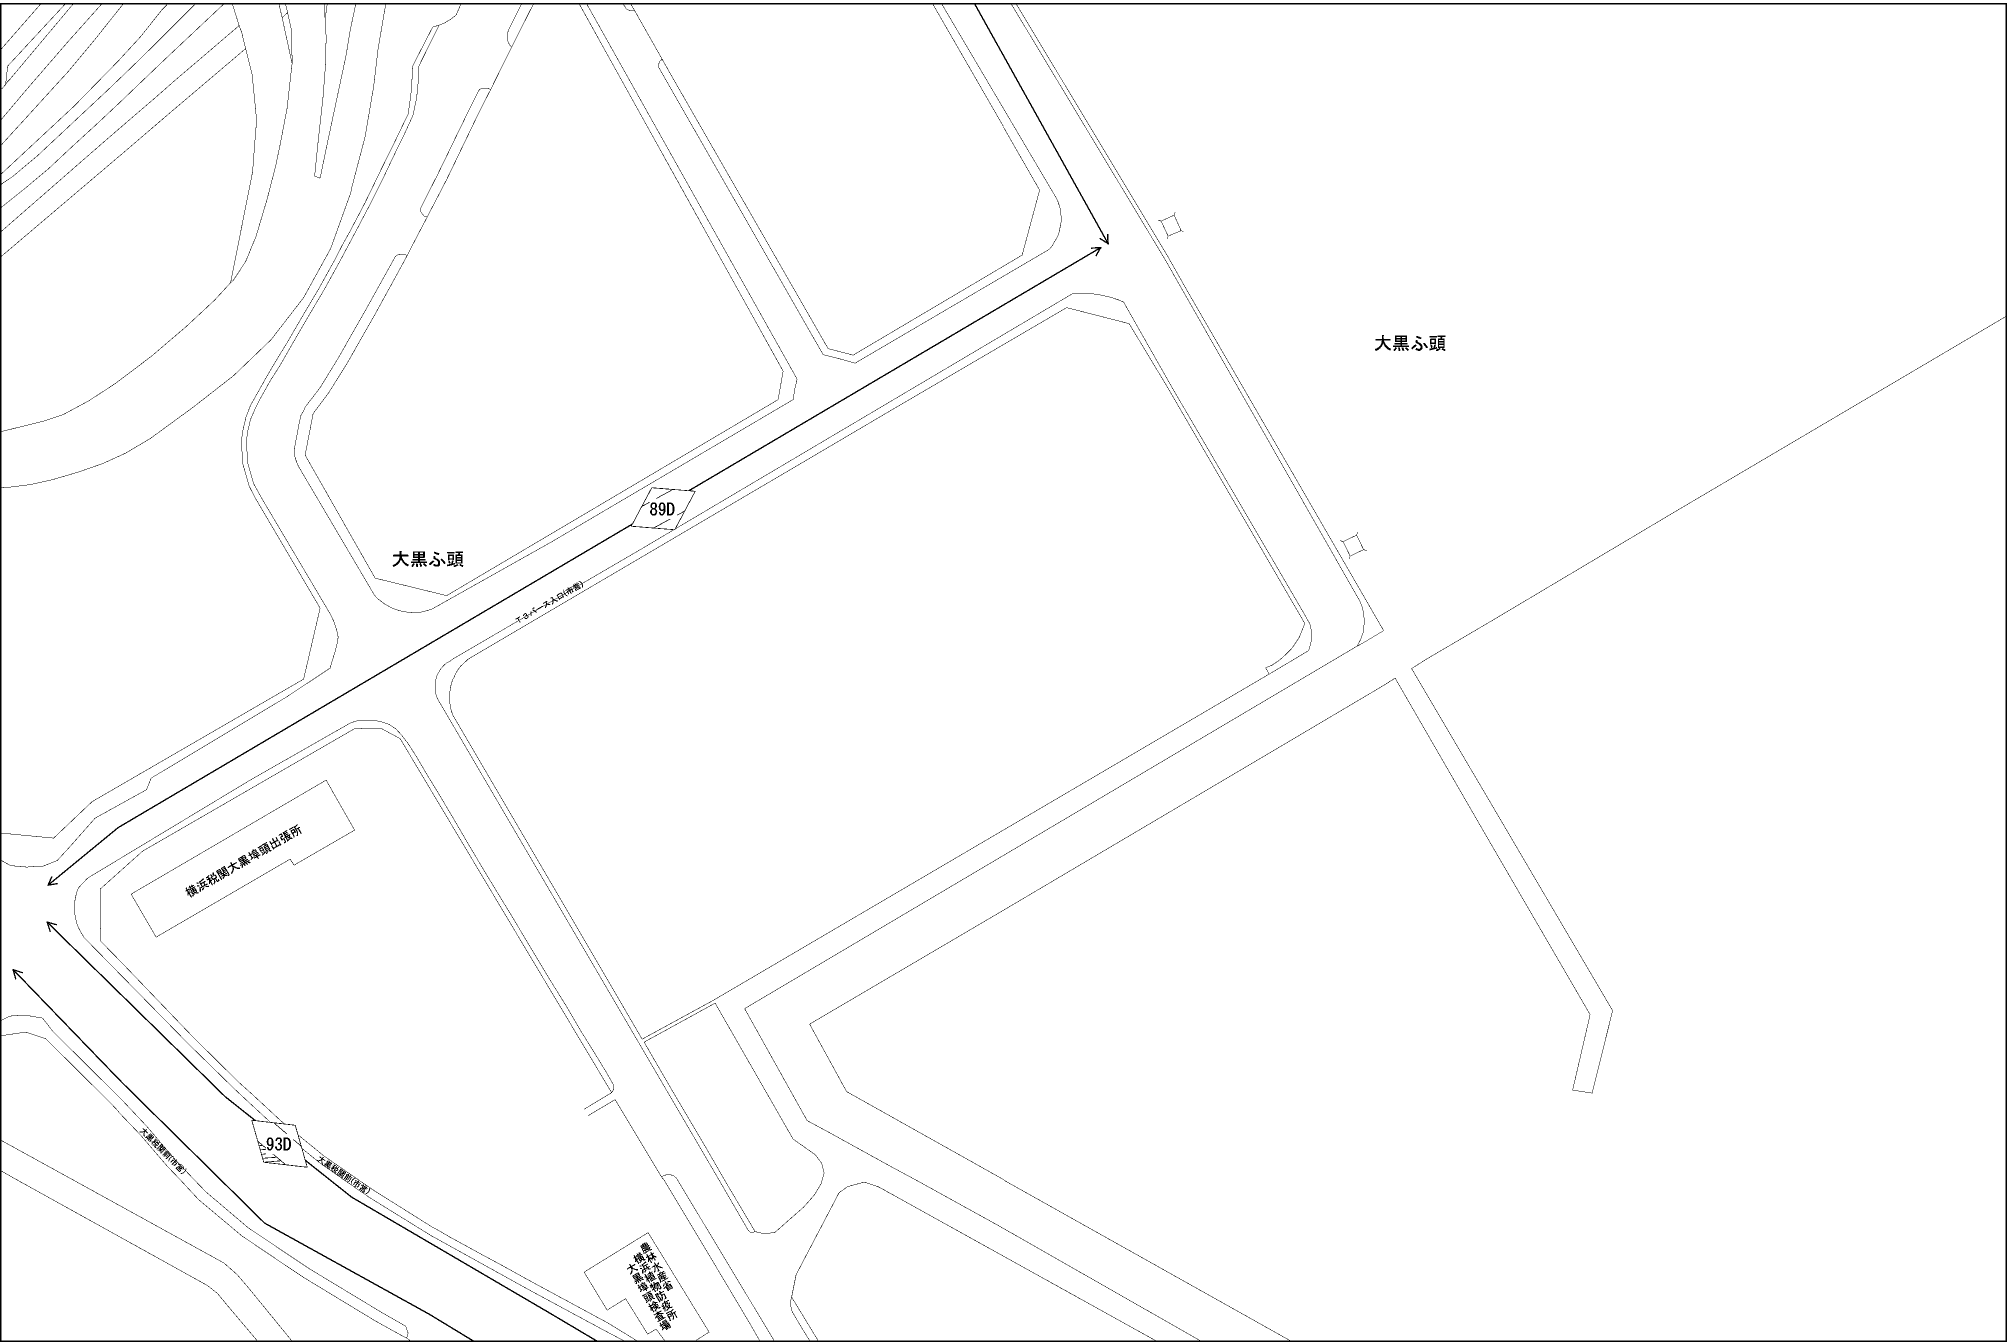 大黒ふ頭
89D
大黒ふ頭
T-3バース入口(市営)
横浜税関大黒埠頭出張所
93D
大黒税関前(市営)
大黒税関前(市営)
農林水産省
横浜植物防疫所
大黒埠頭検査場